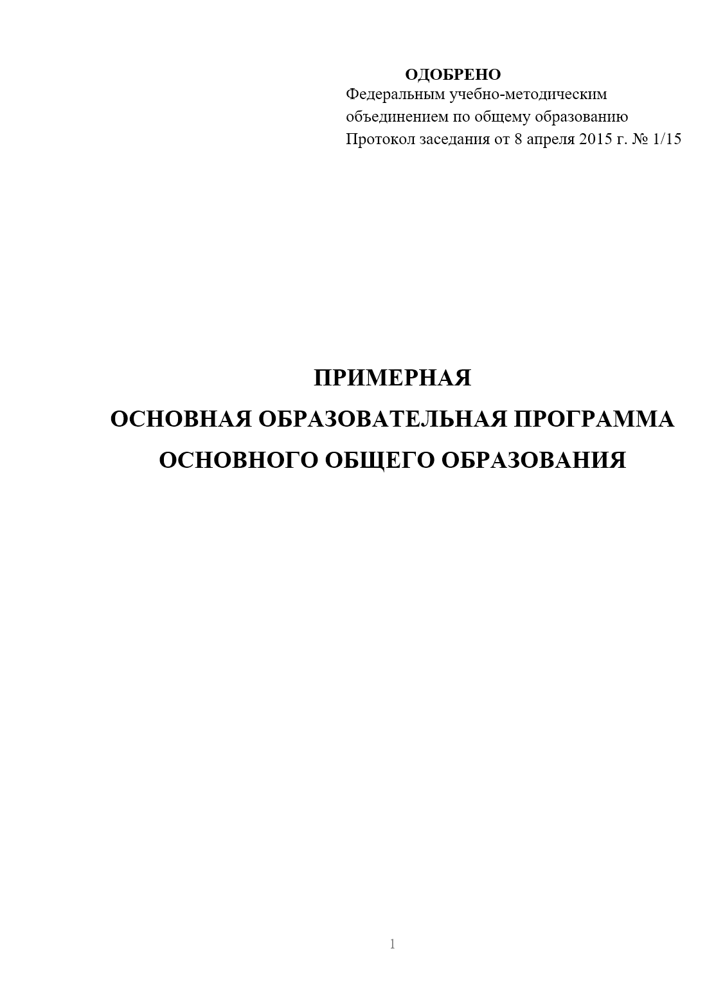 ОДОБРЕНО
Федеральным учебно-методическим
объединением по общему образованию
Протокол заседания от 8 апреля 2015 г. № 1/15
ПРИМЕРНАЯ
ОСНОВНАЯ ОБРАЗОВАТЕЛЬНАЯ ПРОГРАММА
ОСНОВНОГО ОБЩЕГО ОБРАЗОВАНИЯ
1